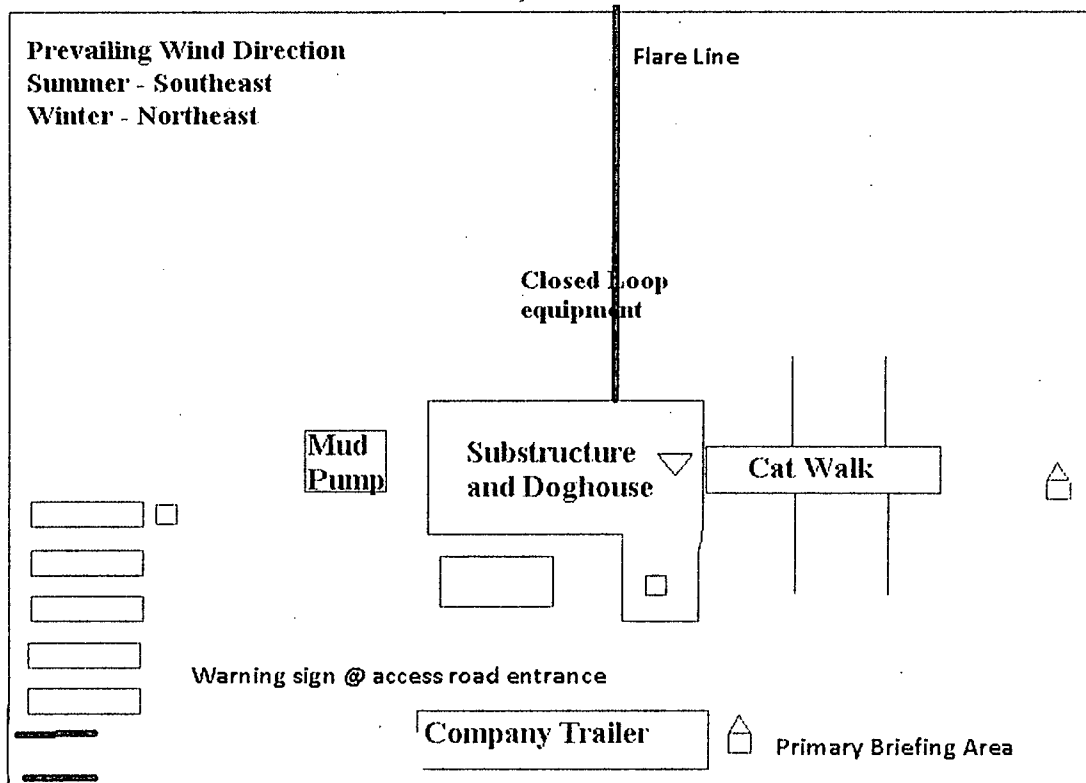 Prevailing Wind Direction
Summer - Southeast
Winter - Northeast
Flare Line
Closed Loop
equipment
Mud
Pump
Substructure
and Doghouse
Cat Walk
Warning sign @ access road entrance
Company Trailer
Primary Briefing Area